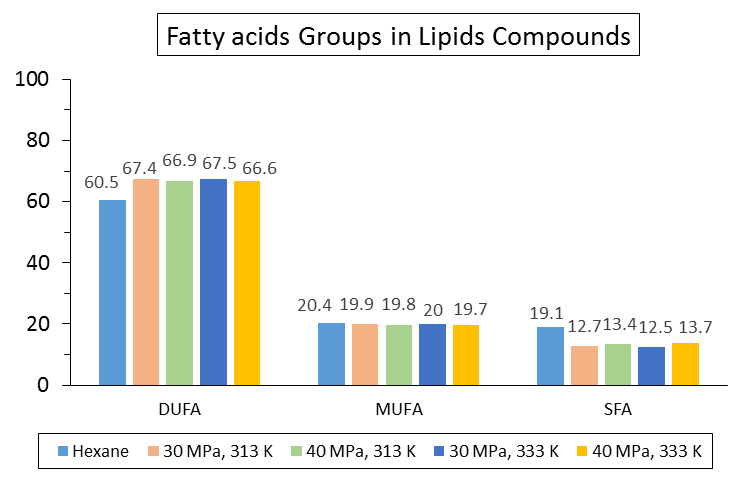 Fatty acids Groups in Lipids Compounds
100
80
60
40
20
0
60.5 67.4 66.9 67.5 66.6
20.4 19.9 19.8 20 19.7
19.1 12.7 13.4 12.5 13.7
DUFA MUFA SFA
Hexane 30 MPa, 313 K 40 MPa, 313 K 30 MPa, 333 K 40 MPa, 333 K